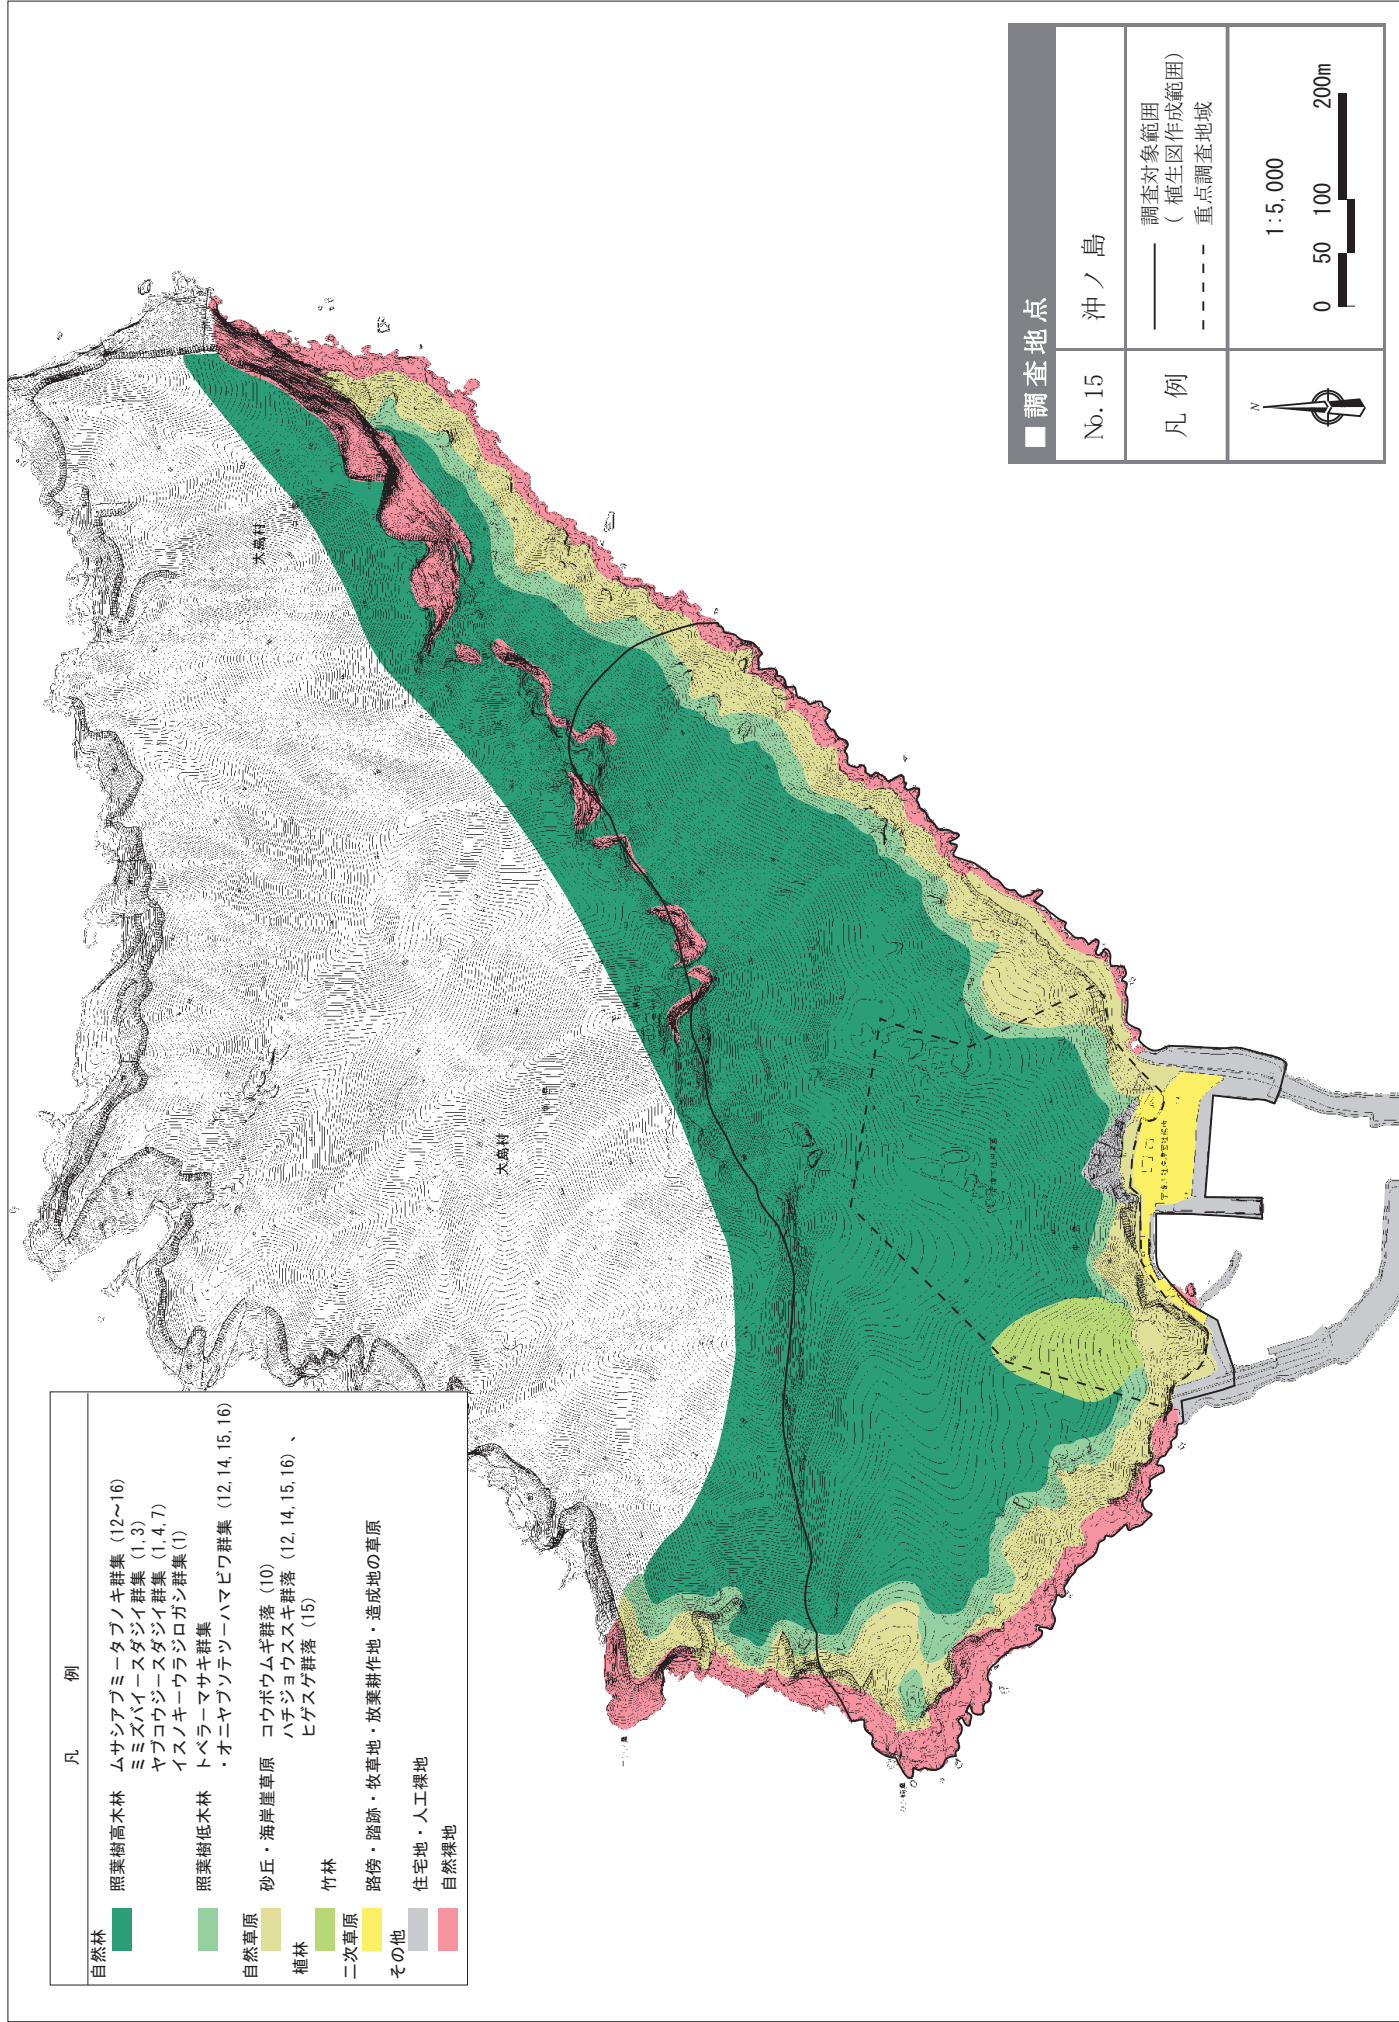 凡　　　例
自然林
照葉樹高木林　ムサシアブミータブノキ群集（12~16）
ミミズバイースダジイ群集（1,3）
ヤブコウジースダジイ群集（1,4,7）
イスノキーウラジロガシ群集(1)
照葉樹低木林　トベラーマサキ群集
・オニヤブソテツーハマビワ群集（12,14,15,16）
自然草原
砂丘・海岸崖草原　コウボウムギ群落（10）
ハチジョウススキ群落（12,14,15,16）、
ヒゲスゲ群落（15）
植林
竹林
二次草原
路傍・踏跡・牧草地・放棄耕作地・造成地の草原
その他
住宅地・人工裸地
自然裸地
大島村
大島村
■ 調査地点
No. 15　沖ノ島
凡 例
調査対象範囲
（植生図作成範囲）
重点調査地域
N
1:5,000
0　50　100　200m